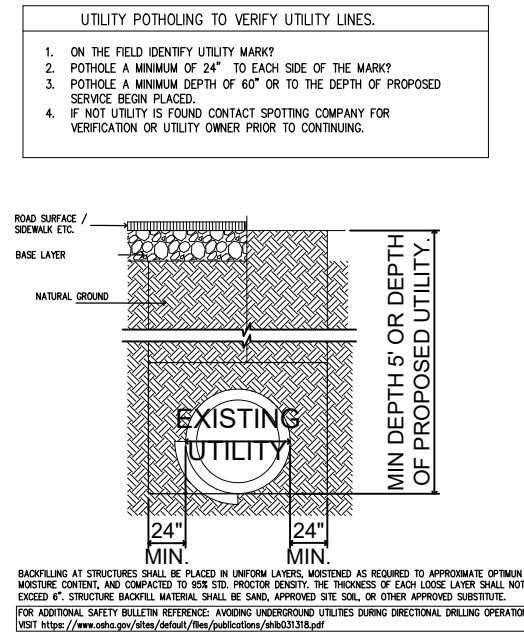 UTILITY POTHOLING TO VERIFY UTILITY LINES.
1. ON THE FIELD IDENTIFY UTILITY MARK?
2. POTHOLE A MINIMUM OF 24" TO EACH SIDE OF THE MARK?
3. POTHOLE A MINIMUM DEPTH OF 60" OR TO THE DEPTH OF PROPOSED
SERVICE BEGIN PLACED.
4. IF NOT UTILITY IS FOUND CONTACT SPOTTING COMPANY FOR
VERIFICATION OR UTILITY OWNER PRIOR TO CONTINUING.
ROAD SURFACE /
SIDEWALK ETC.
BASE LAYER
NATURAL GROUND
EXISTING
UTILITY
MIN DEPTH 5' OR DEPTH
OF PROPOSED UTILITY.
24"
MIN.
24"
MIN.
BACKFILLING AT STRUCTURES SHALL BE PLACED IN UNIFORM LAYERS, MOISTENED AS REQUIRED TO APPROXIMATE OPTIMUN
MOISTURE CONTENT, AND COMPACTED TO 95% STD. PROCTOR DENSITY. THE THICKNESS OF EACH LOOSE LAYER SHALL NOT
EXCEED 6". STRUCTURE BACKFILL MATERIAL SHALL BE SAND, APPROVED SITE SOIL, OR OTHER APPROVED SUBSTITUTE.
FOR ADDITIONAL SAFETY BULLETIN REFERENCE: AVOIDING UNDERGROUND UTILITIES DURING DIRECTIONAL DRILLING OPERATION
VISIT https://www.osha.gov/sites/default/files/publications/shib031318.pdf